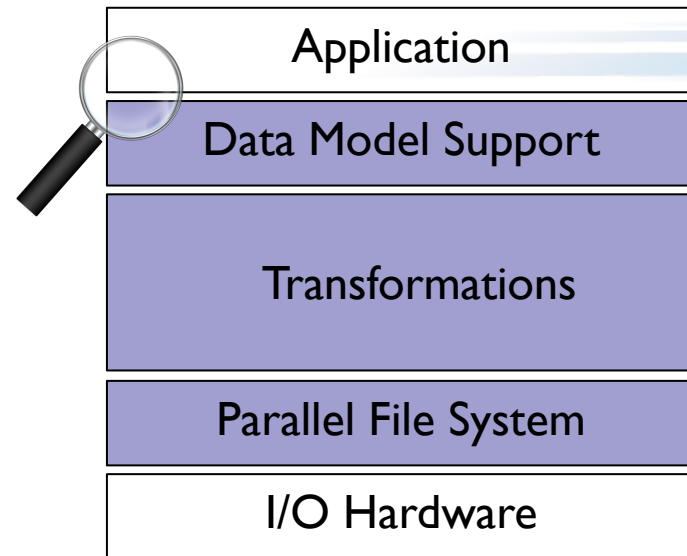 Application
Data Model Support
Transformations
Parallel File System
I/O Hardware